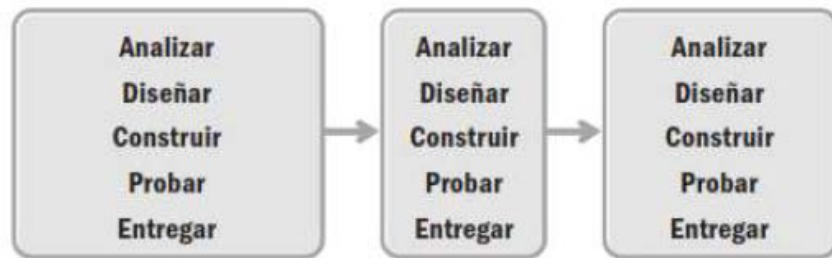 Analizar
Diseñar
Construir
Probar
Entregar
Analizar
Diseñar
Construir
Probar
Entregar
Analizar
Diseñar
Construir
Probar
Entregar